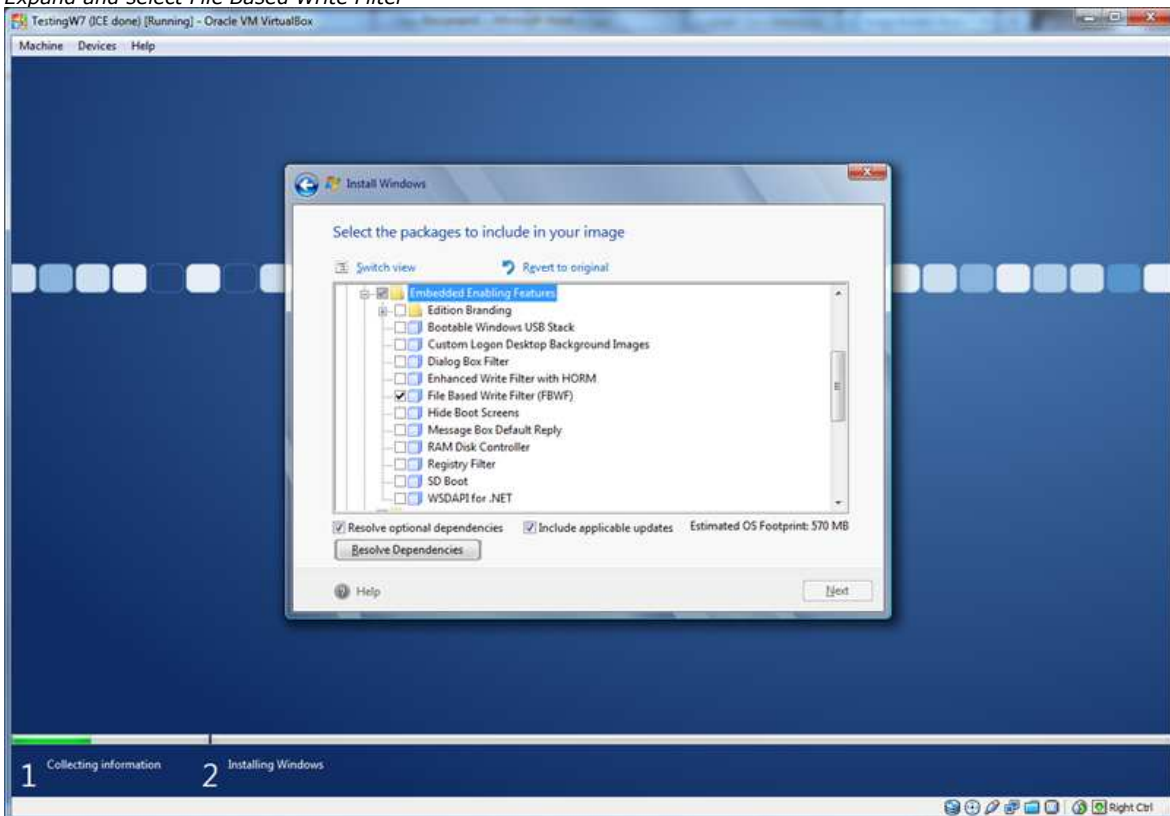 Expand and select File Based Write Filter
TestingW7 (ICE done) [Running] - Oracle VM VirtualBox
Machine Devices Help
Install Windows
Select the packages to include in your image
Switch view Revert to original
Embedded Enabling Features
Edition Branding
Bootable Windows USB Stack
Custom Logon Desktop Background Images
Dialog Box Filter
Enhanced Write Filter with HORM
File Based Write Filter (FBWF)
Hide Boot Screens
Message Box Default Reply
RAM Disk Controller
Registry Filter
SD Boot
WSDAPI for .NET
Resolve optional dependencies Include applicable updates Estimated OS Footprint: 570 MB
Resolve Dependencies
Help Next
1 Collecting information 2 Installing Windows
Right Ctrl